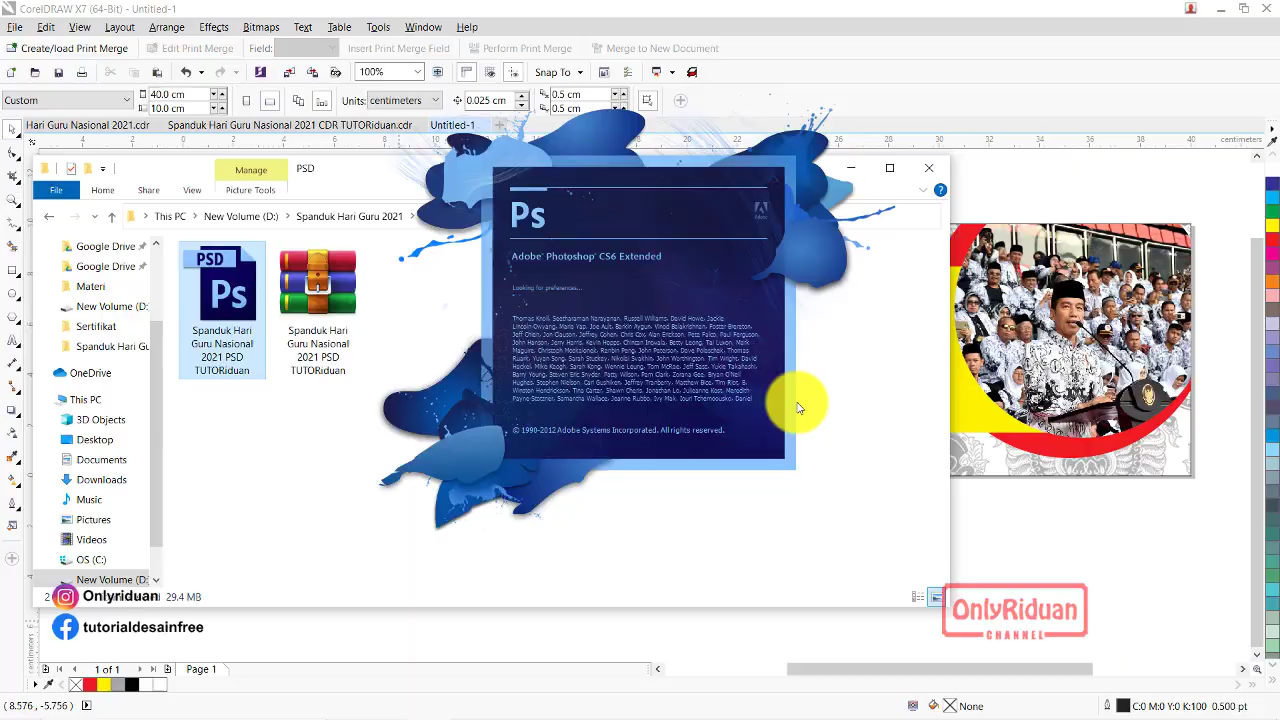 CorelDRAW X7 (64-Bit) - Untitled-1
File Edit View Layout Arrange Effects Bitmaps Text Table Tools Window Help
Create/load Print Merge Edit Print Merge Field: Insert Print Merge Field Perform Print Merge Merge to New Document
100% Snap To
Custom 40.0 cm 10.0 cm Units: centimeters 0.025 cm 0.5 cm 0.5 cm
Hari Guru Nasional 2021.cdr Spanduk Hari Guru Nasional 2021 CDR TUTORiduan.cdr Untitled-1
centimeters
Manage PSD
File Home Share View Picture Tools
This PC New Volume (D:) Spanduk Hari Guru 2021
Google Drive
Google Drive
Materi
Sertifikat
Spanduk Hari Gu
OneDrive
This PC
3D Objects
Desktop
Documents
Downloads
Music
Pictures
Videos
OS (C:)
New Volume (D:)
PSD
Ps
Spanduk Hari
Guru Nasional
2021 PSD
TUTORiduan
Spanduk Hari
Guru Nasional
2021 PSD
TUTORiduan
Ps
Adobe
Adobe® Photoshop® CS6 Extended
Looking for preferences...
© 1990-2012 Adobe Systems Incorporated. All rights reserved.
29.4 MB
Onlyriduan
tutorialdesainfree
OnlyRiduan
CHANNEL
1 of 1 Page 1
(8.576, -5.756) None C:0 M:0 Y:0 K:100 0.500 pt